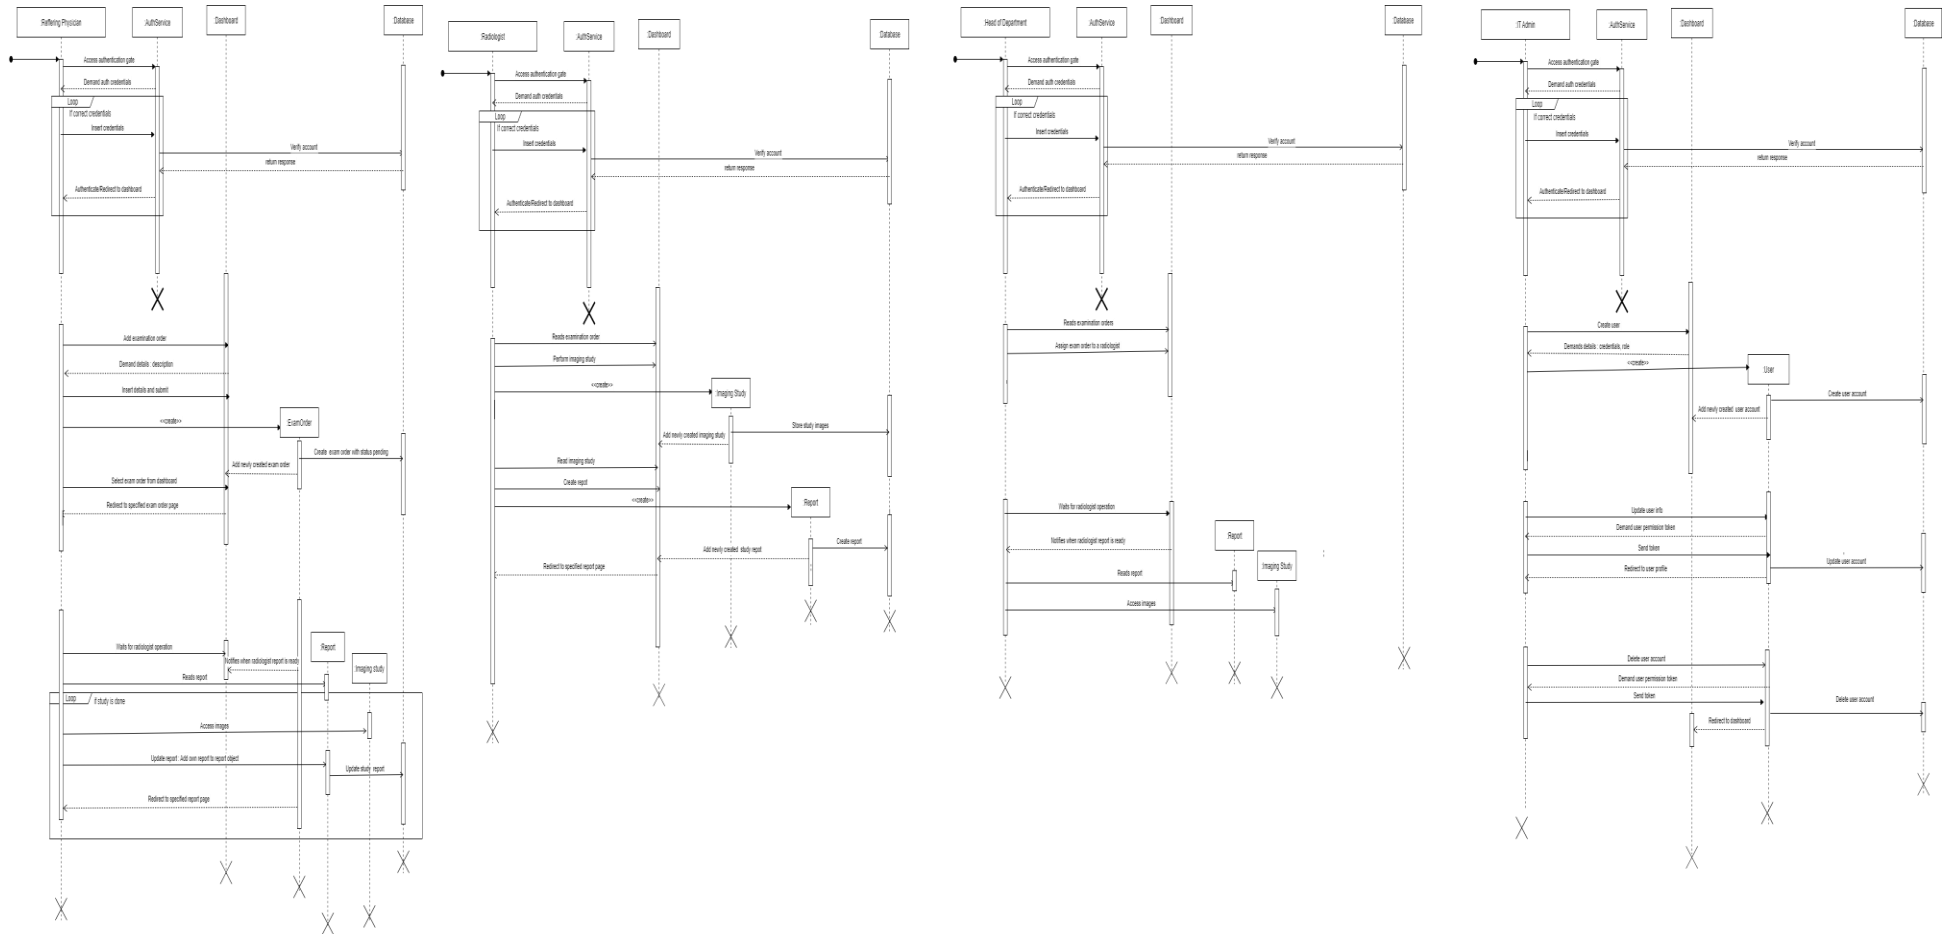 :Reffering Physician
:AuthService
:Dashboard
:Database
Access authentication gate
Demand auth credentials
Loop
If correct credentials
Insert credentials
Verify account
return response
Authenticate/Redirect to dashboard
Add examination order
Demand details : description
Insert details and submit
<<create>>
:ExamOrder
Create exam order with status pending
Add newly created exam order
Select exam order from dashboard
Redirect to specified exam order page
:Report
Waits for radiologist operation
:Imaging study
Notifies when radiologist report is ready
Reads report
Loop
if study is done
Access images
Update report : Add own report to report object
Update study report
Redirect to specified report page
:Radiologist
:AuthService
:Dashboard
:Database
Access authentication gate
Demand auth credentials
Loop
If correct credentials
Insert credentials
Verify account
return response
Authenticate/Redirect to dashboard
Reads examination order
Perform imaging study
<<create>>
:Imaging Study
Store study images
Add newly created imaging study
Read imaging study
Create repot
<<create>>
:Report
Create report
Add newly created study repot
Redirect to specified report page
Head of Department
:AuthService
:Dashboard
:Database
Access authentication gate
Demand auth credentials
Loop
If correct credentials
Insert credentials
Verify account
return response
Authenticate/Redirect to dashboard
Reads examination orders
Assign exam order to a radiologist
Waits for radiologist operation
:Report
Notifies when radiologist report is ready
:Imaging Study
Reads report
Access images
:IT Admin
:AuthService
:Dashboard
:Database
Access authentication gate
Demand auth credentials
Loop
If correct credentials
Insert credentials
Verify account
return response
Authenticate/Redirect to dashboard
Create user
Demands details : credentials, role
<<create>>
:User
Create user account
Add newly created user account
Update user info
Demand user permission token
Send token
Update user account
Redirect to user profile
Delete user account
Demand user permission token
Send token
Delete user account
Redirect to dashboard